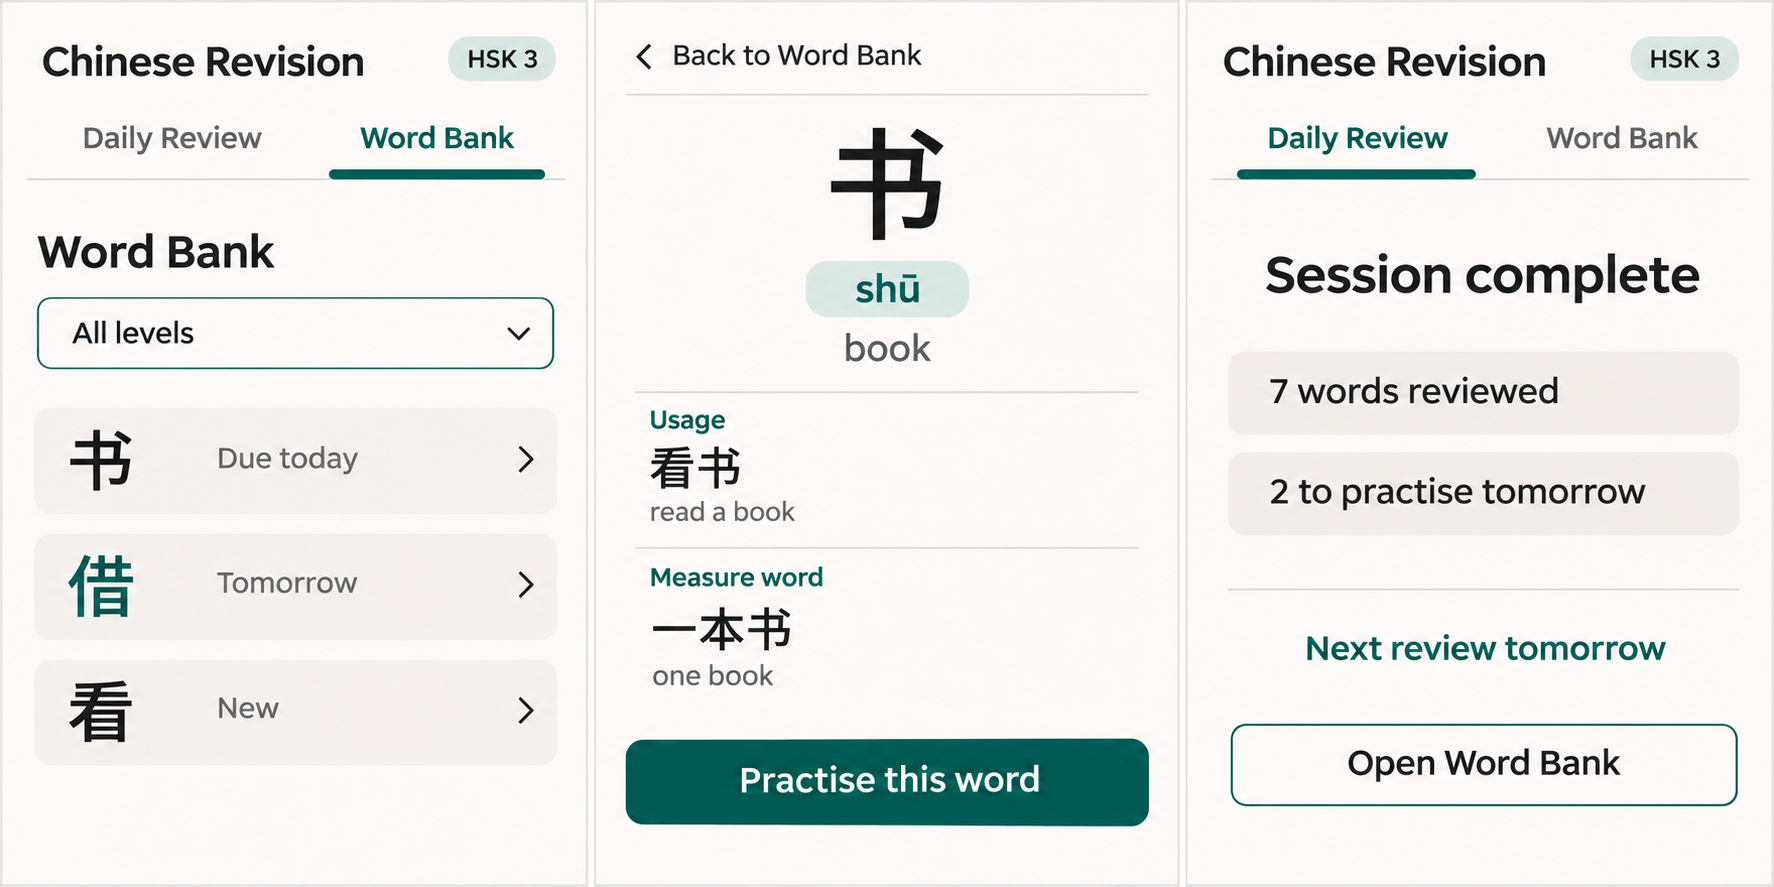 Chinese Revision
HSK 3
Daily Review
Word Bank
Word Bank
All levels
书
Due today
借
Tomorrow
看
New
Back to Word Bank
书
shū
book
Usage
看书
read a book
Measure word
一本书
one book
Practise this word
Chinese Revision
HSK 3
Daily Review
Word Bank
Session complete
7 words reviewed
2 to practise tomorrow
Next review tomorrow
Open Word Bank